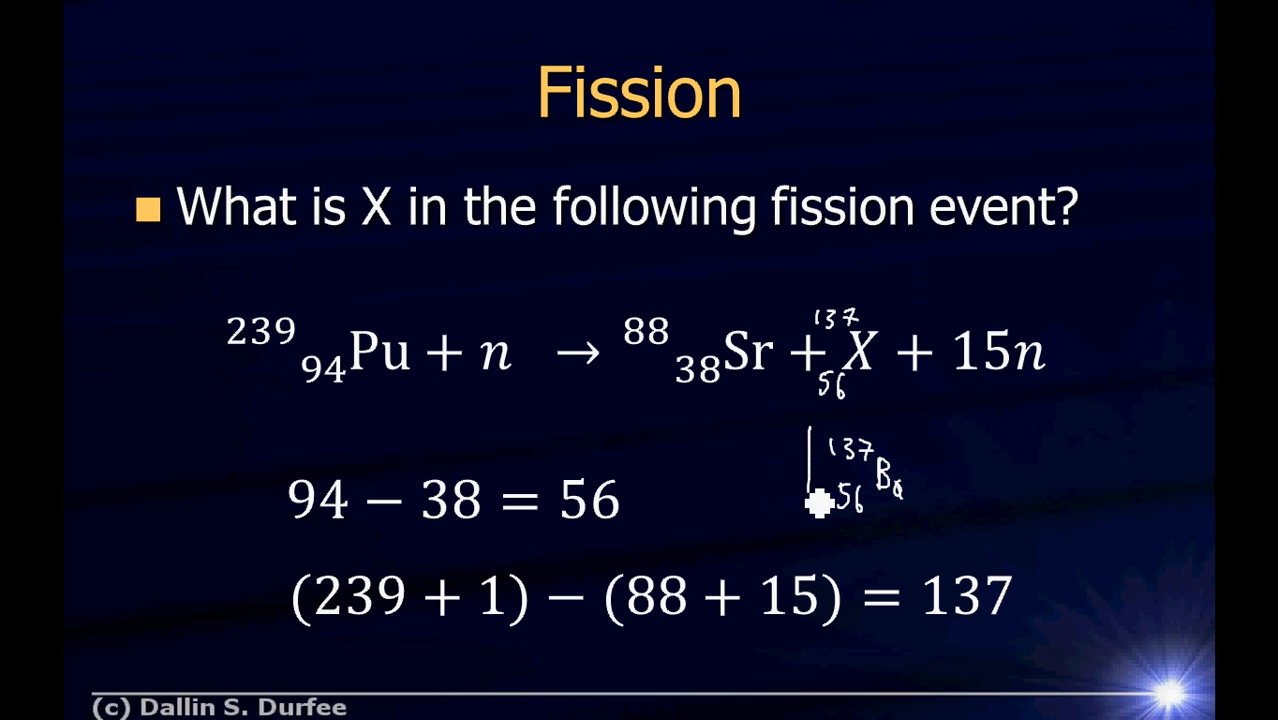 Fission
What is X in the following fission event?
²³⁹₉₄Pu + n → ⁸⁸₃₈Sr + ¹³⁷₅₆X + 15n
¹³⁷₅₆Ba
94 − 38 = 56
(239 + 1) − (88 + 15) = 137
(c) Dallin S. Durfee